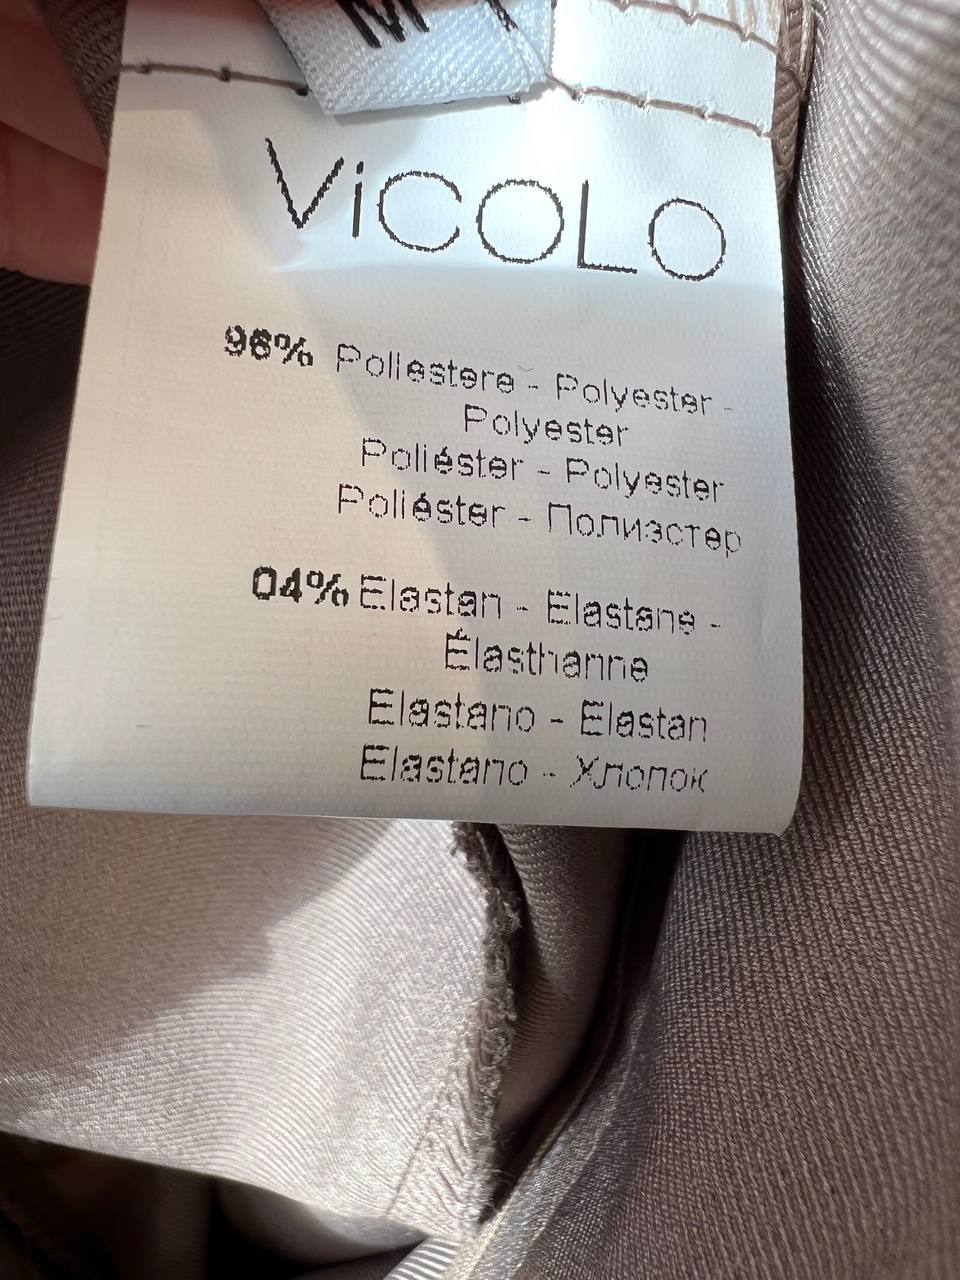 M
ViCOLO
96% Poliestere - Polyester -
Polyester
Poliéster - Polyester
Poliéster - Полиэстер
04% Elastan - Elastane -
Élasthanne
Elastano - Elastan
Elastano - Хлопок